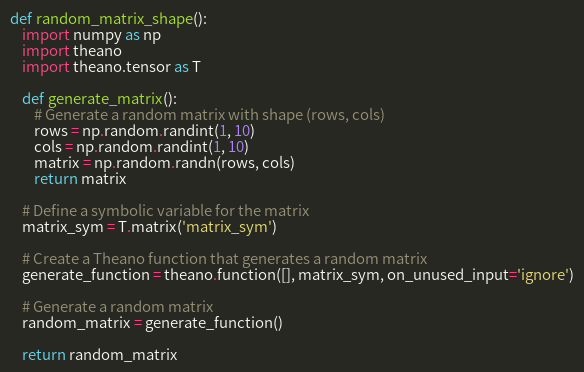 def random_matrix_shape():
    import numpy as np
    import theano
    import theano.tensor as T

    def generate_matrix():
        # Generate a random matrix with shape (rows, cols)
        rows = np.random.randint(1, 10)
        cols = np.random.randint(1, 10)
        matrix = np.random.randn(rows, cols)
        return matrix

    # Define a symbolic variable for the matrix
    matrix_sym = T.matrix('matrix_sym')

    # Create a Theano function that generates a random matrix
    generate_function = theano.function([], matrix_sym, on_unused_input='ignore')

    # Generate a random matrix
    random_matrix = generate_function()

    return random_matrix